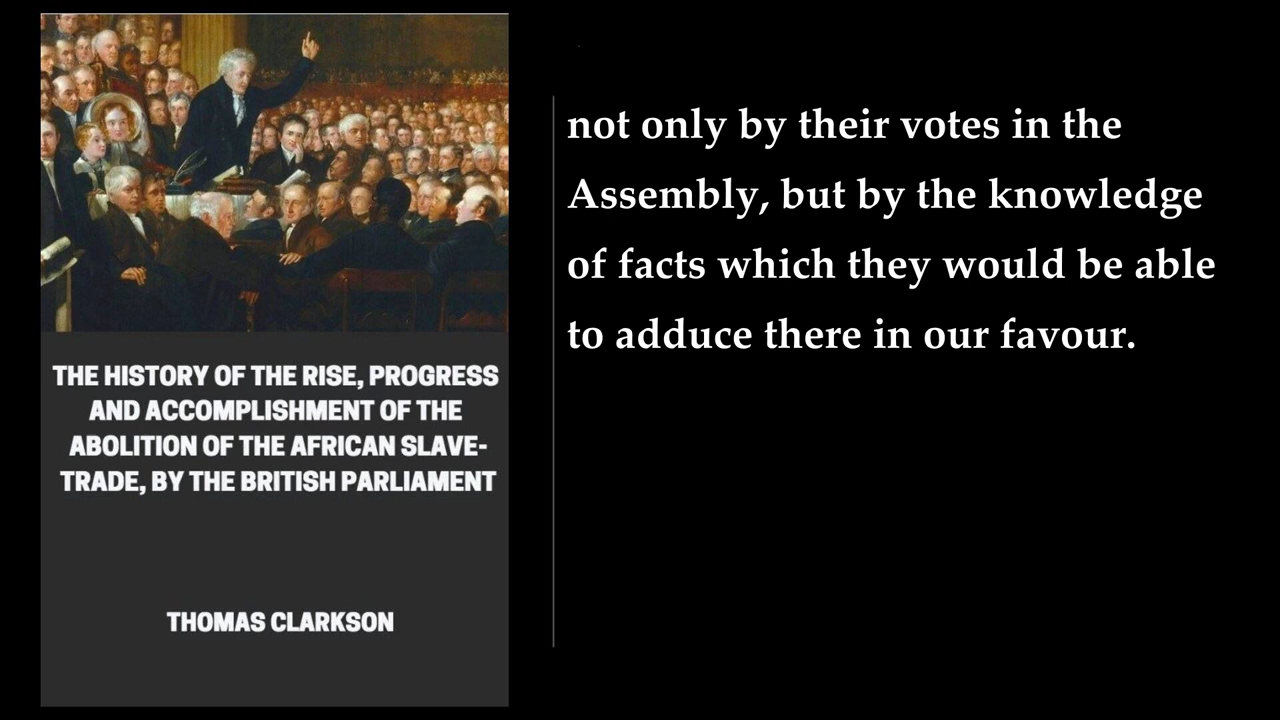 THE HISTORY OF THE RISE, PROGRESS
AND ACCOMPLISHMENT OF THE
ABOLITION OF THE AFRICAN SLAVE-
TRADE, BY THE BRITISH PARLIAMENT
THOMAS CLARKSON
not only by their votes in the
Assembly, but by the knowledge
of facts which they would be able
to adduce there in our favour.